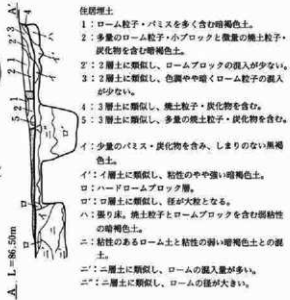 住居埋土
1：ローム粒子・パミスを多く含む暗褐色土。
2：多量のローム粒子・小ブロックと微量の焼土粒子・
炭化物を含む暗褐色土。
2'：2層土に類似し、ロームブロックの混入が少ない。
3：2層土に類似し、色調やや暗くローム粒子の混入
が少ない。
4：3層土に類似し、焼土粒子・炭化物を含む。
5：3層土に類似し、多量の焼土粒子・炭化物を含む。
イ：少量のパミス・炭化物を含み、しまりのない黒褐
色土。
イ'：イ層土に類似し、粘性のやや強い暗褐色土。
ロ：ハードロームブロック層。
ロ'：ロ層土に類似し、径が大粒となる。
ハ：張り床。焼土粒子とロームブロックを含む弱粘性
の暗褐色土。
ニ：粘性のあるローム土と粘性の弱い暗褐色土との混
土。
ニ'：ニ層土に類似し、ロームの混入量が多い。
ニ"：ニ層土に類似し、ロームの径が大きい。
A'
4
2'3
1
2
5
ロ'
A L=86.50m